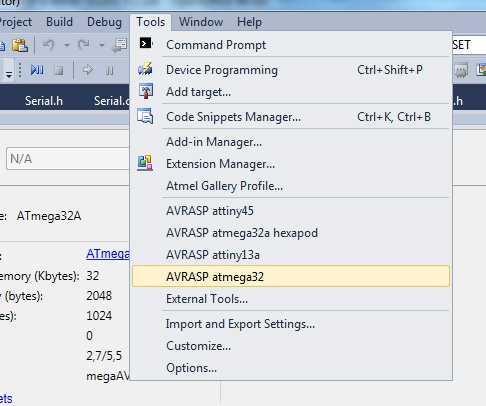 tor)
Project Build Debug Tools Window Help
Command Prompt
SET
Device Programming Ctrl+Shift+P
Add target...
Serial.h Serial.c
.h
Code Snippets Manager... Ctrl+K, Ctrl+B
Add-in Manager...
N/A
Extension Manager...
Atmel Gallery Profile...
e: ATmega32A
AVRASP attiny45
AVRASP atmega32a hexapod
ATmega
AVRASP attiny13a
emory (Kbytes): 32
AVRASP atmega32
y (bytes): 2048
External Tools...
es): 1024
Import and Export Settings...
0
Customize...
2,7/5,5
Options...
megaAV
ets